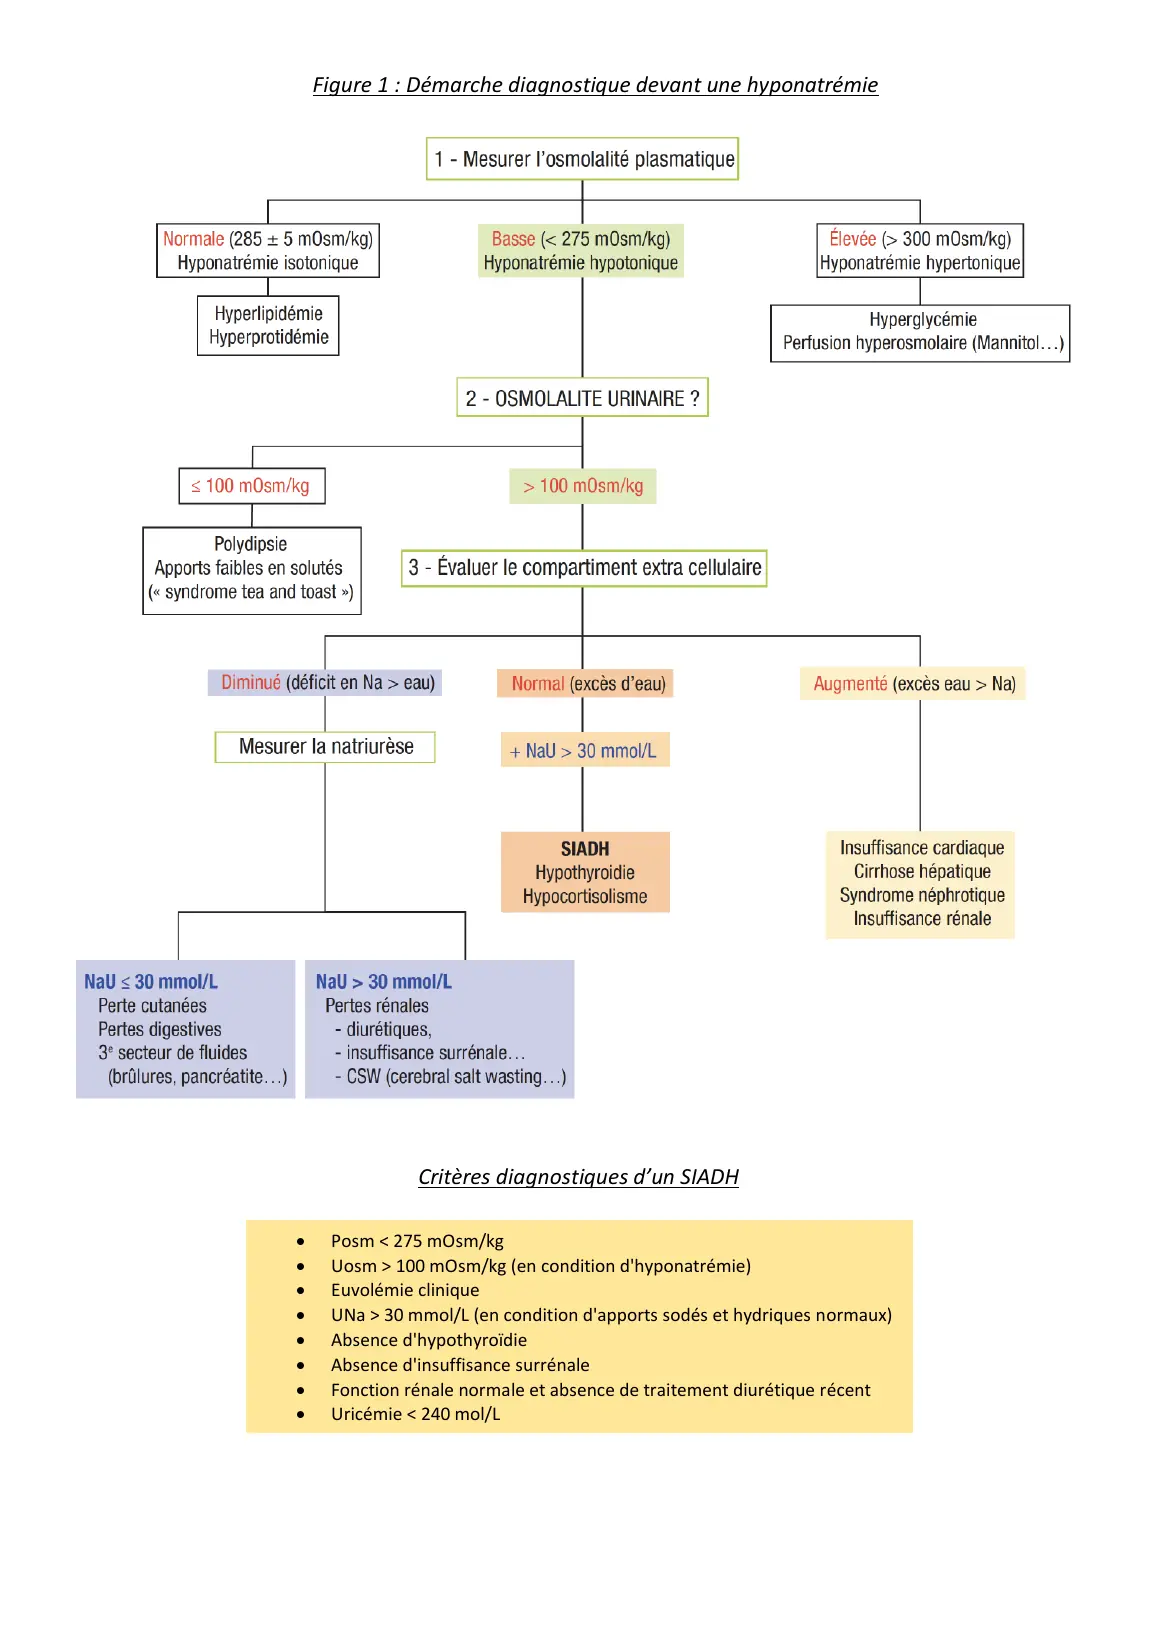 Figure 1 : Démarche diagnostique devant une hyponatrémie
1 - Mesurer l'osmolalité plasmatique
Normale (285 ± 5 mOsm/kg)
Hyponatrémie isotonique
Basse (< 275 mOsm/kg)
Hyponatrémie hypotonique
Élevée (> 300 mOsm/kg)
Hyponatrémie hypertonique
Hyperlipidémie
Hyperprotidémie
Hyperglycémie
Perfusion hyperosmolaire (Mannitol…)
2 - OSMOLALITE URINAIRE ?
≤ 100 mOsm/kg
> 100 mOsm/kg
Polydipsie
Apports faibles en solutés
(« syndrome tea and toast »)
3 - Évaluer le compartiment extra cellulaire
Diminué (déficit en Na > eau)
Normal (excès d'eau)
Augmenté (excès eau > Na)
Mesurer la natriurèse
+ NaU > 30 mmol/L
SIADH
Hypothyroidie
Hypocortisolisme
Insuffisance cardiaque
Cirrhose hépatique
Syndrome néphrotique
Insuffisance rénale
NaU ≤ 30 mmol/L
Perte cutanées
Pertes digestives
3e secteur de fluides
(brûlures, pancréatite…)
NaU > 30 mmol/L
Pertes rénales
- diurétiques,
- insuffisance surrénale…
- CSW (cerebral salt wasting…)
Critères diagnostiques d'un SIADH
• Posm < 275 mOsm/kg
• Uosm > 100 mOsm/kg (en condition d'hyponatrémie)
• Euvolémie clinique
• UNa > 30 mmol/L (en condition d'apports sodés et hydriques normaux)
• Absence d'hypothyroïdie
• Absence d'insuffisance surrénale
• Fonction rénale normale et absence de traitement diurétique récent
• Uricémie < 240 mol/L